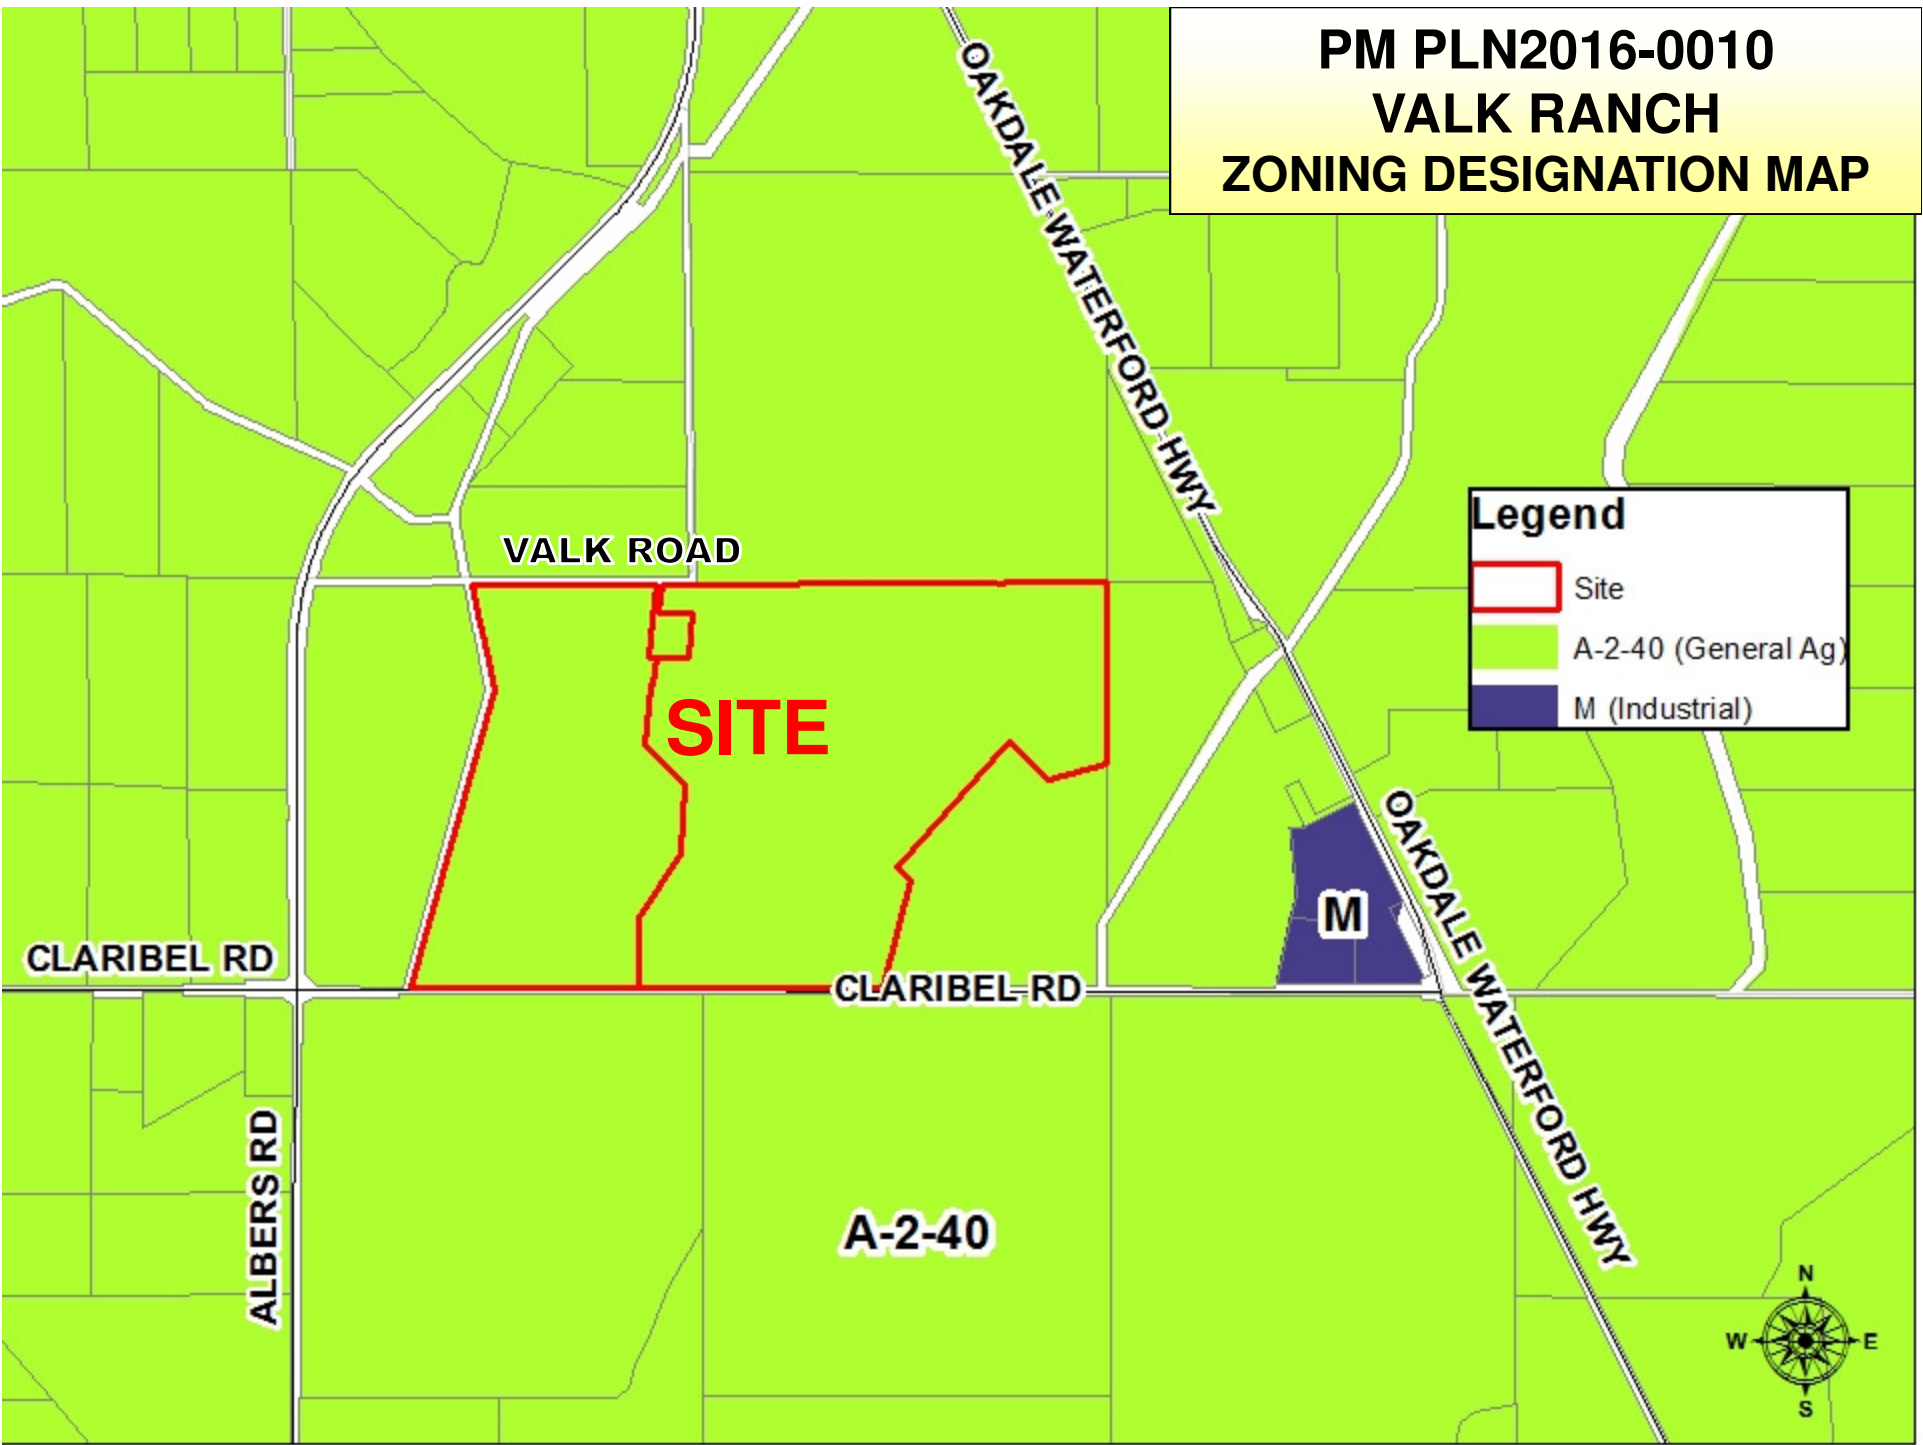 PM PLN2016-0010
VALK RANCH
ZONING DESIGNATION MAP
OAKDALE WATERFORD HWY
Legend
Site
A-2-40 (General Ag)
M (Industrial)
VALK ROAD
SITE
OAKDALE WATERFORD HWY
M
CLARIBEL RD
CLARIBEL RD
ALBERS RD
A-2-40
N
W
E
S